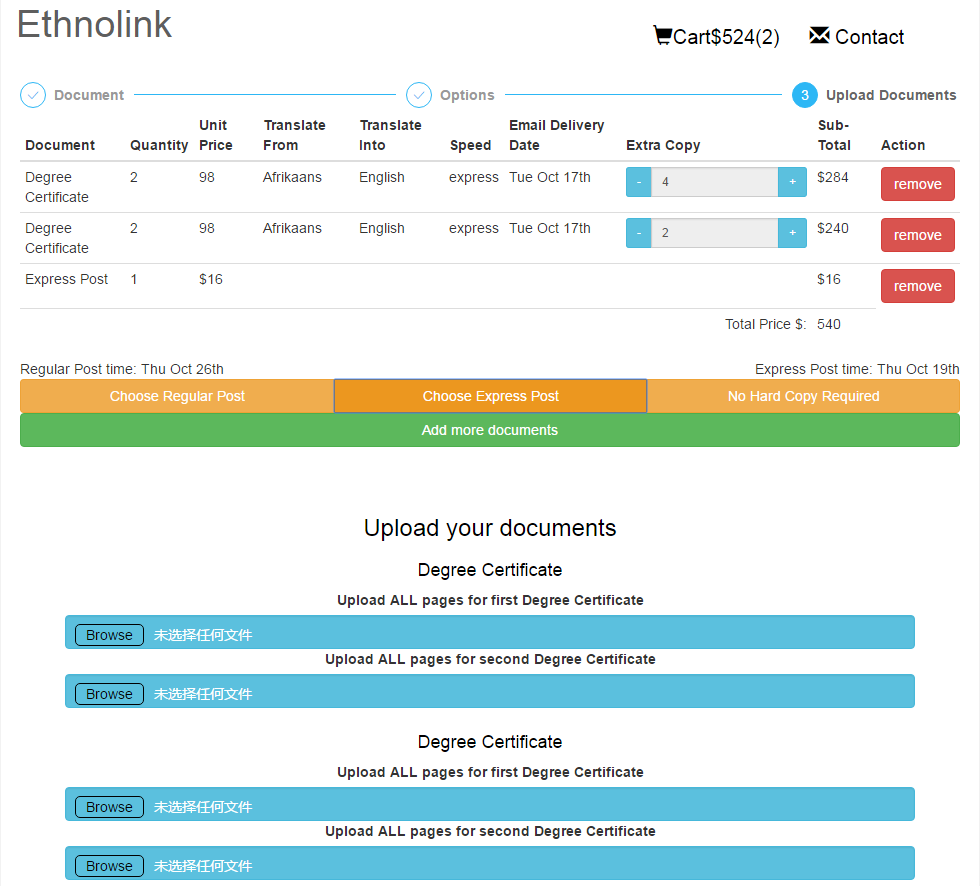 Ethnolink
Cart$524(2) Contact
Document Options 3 Upload Documents
Document Quantity Unit Price Translate From Translate Into Speed Email Delivery Date Extra Copy Sub-Total Action
Degree Certificate 2 98 Afrikaans English express Tue Oct 17th - 4 + $284 remove
Degree Certificate 2 98 Afrikaans English express Tue Oct 17th - 2 + $240 remove
Express Post 1 $16 $16 remove
Total Price $: 540
Regular Post time: Thu Oct 26th Express Post time: Thu Oct 19th
Choose Regular Post Choose Express Post No Hard Copy Required
Add more documents
Upload your documents
Degree Certificate
Upload ALL pages for first Degree Certificate
Browse 未选择任何文件
Upload ALL pages for second Degree Certificate
Browse 未选择任何文件
Degree Certificate
Upload ALL pages for first Degree Certificate
Browse 未选择任何文件
Upload ALL pages for second Degree Certificate
Browse 未选择任何文件